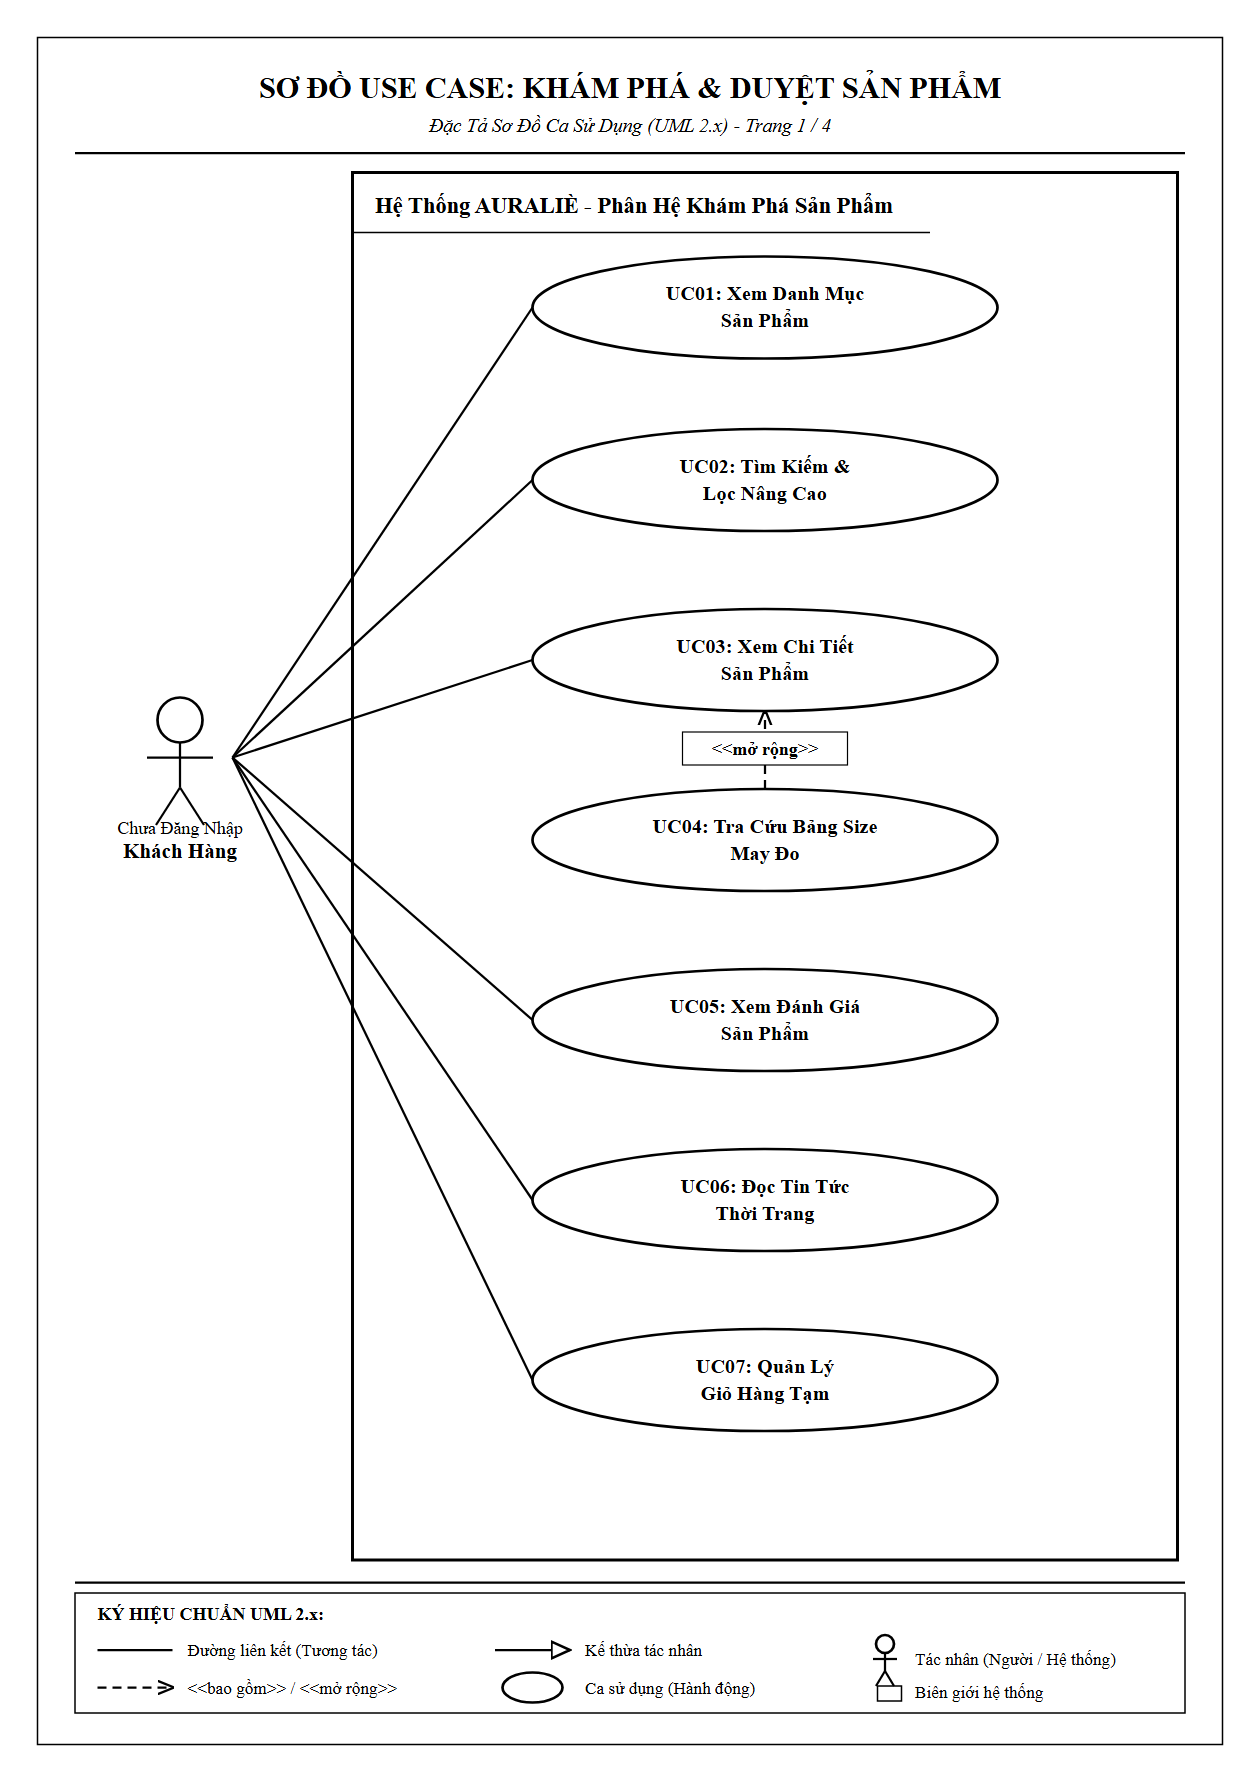 SƠ ĐỒ USE CASE: KHÁM PHÁ & DUYỆT SẢN PHẨM
Đặc Tả Sơ Đồ Ca Sử Dụng (UML 2.x) - Trang 1 / 4
Hệ Thống AURALIÈ - Phân Hệ Khám Phá Sản Phẩm
UC01: Xem Danh Mục
Sản Phẩm
UC02: Tìm Kiếm &
Lọc Nâng Cao
UC03: Xem Chi Tiết
Sản Phẩm
<<mở rộng>>
UC04: Tra Cứu Bảng Size
May Đo
Chưa Đăng Nhập
Khách Hàng
UC05: Xem Đánh Giá
Sản Phẩm
UC06: Đọc Tin Tức
Thời Trang
UC07: Quản Lý
Giỏ Hàng Tạm
KÝ HIỆU CHUẨN UML 2.x:
Đường liên kết (Tương tác)
Kế thừa tác nhân
Tác nhân (Người / Hệ thống)
<<bao gồm>> / <<mở rộng>>
Ca sử dụng (Hành động)
Biên giới hệ thống